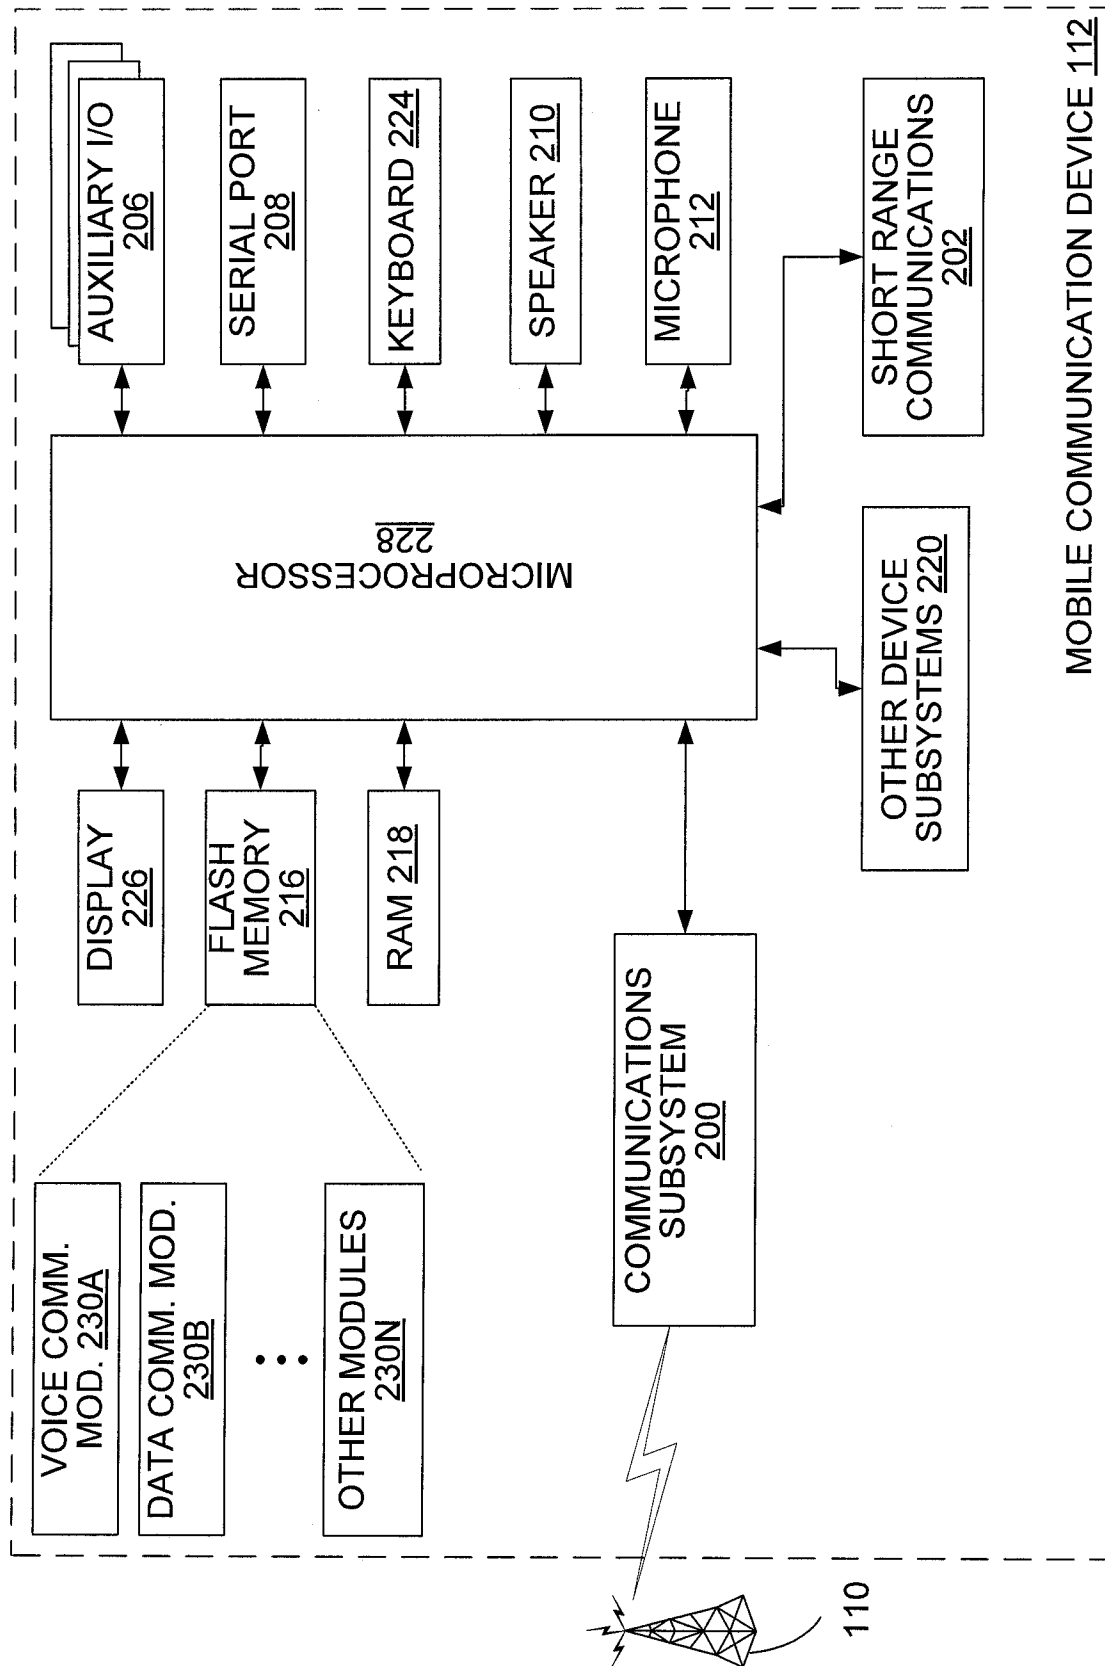 VOICE COMM.
MOD. 230A
DATA COMM. MOD.
230B
OTHER MODULES
230N
DISPLAY
226
FLASH
MEMORY
216
RAM 218
MICROPROCESSOR
228
AUXILIARY I/O
206
SERIAL PORT
208
KEYBOARD 224
SPEAKER 210
MICROPHONE
212
COMMUNICATIONS
SUBSYSTEM
200
OTHER DEVICE
SUBSYSTEMS 220
SHORT RANGE
COMMUNICATIONS
202
110
MOBILE COMMUNICATION DEVICE 112